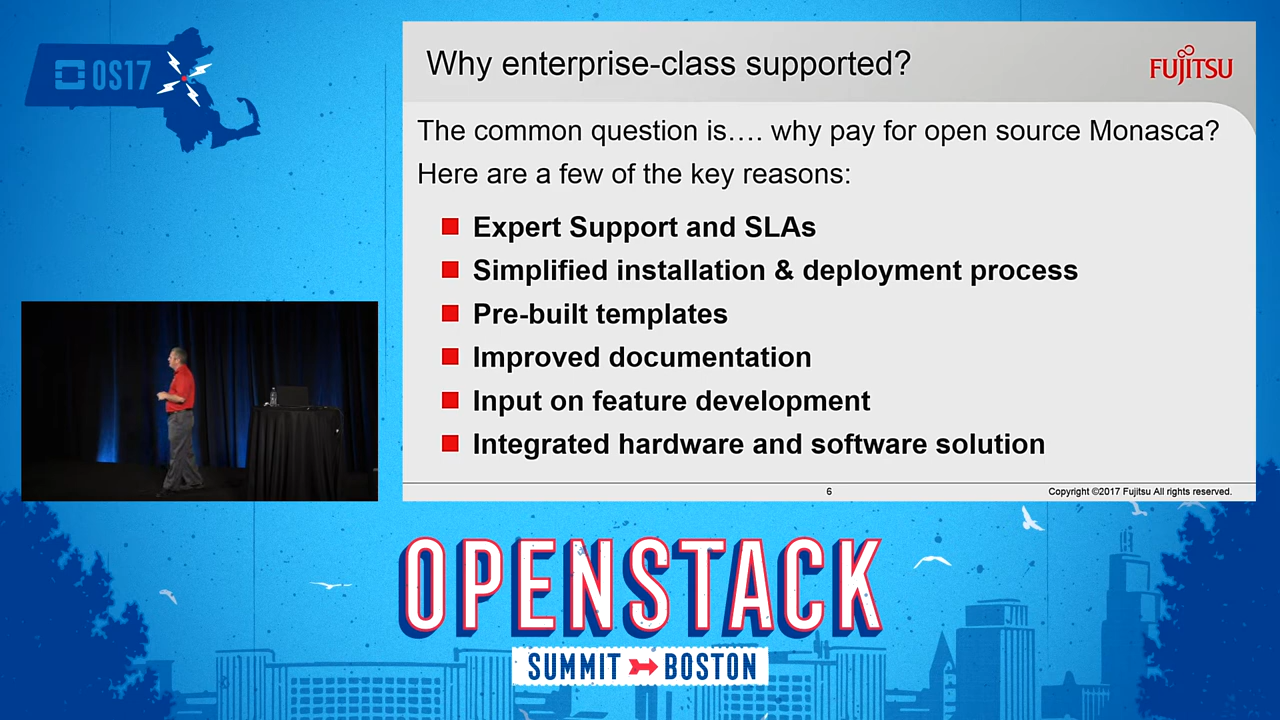 OS17
Why enterprise-class supported?
FUJITSU
The common question is.... why pay for open source Monasca?
Here are a few of the key reasons:
Expert Support and SLAs
Simplified installation & deployment process
Pre-built templates
Improved documentation
Input on feature development
Integrated hardware and software solution
6
Copyright ©2017 Fujitsu All rights reserved.
OPENSTACK
SUMMIT BOSTON